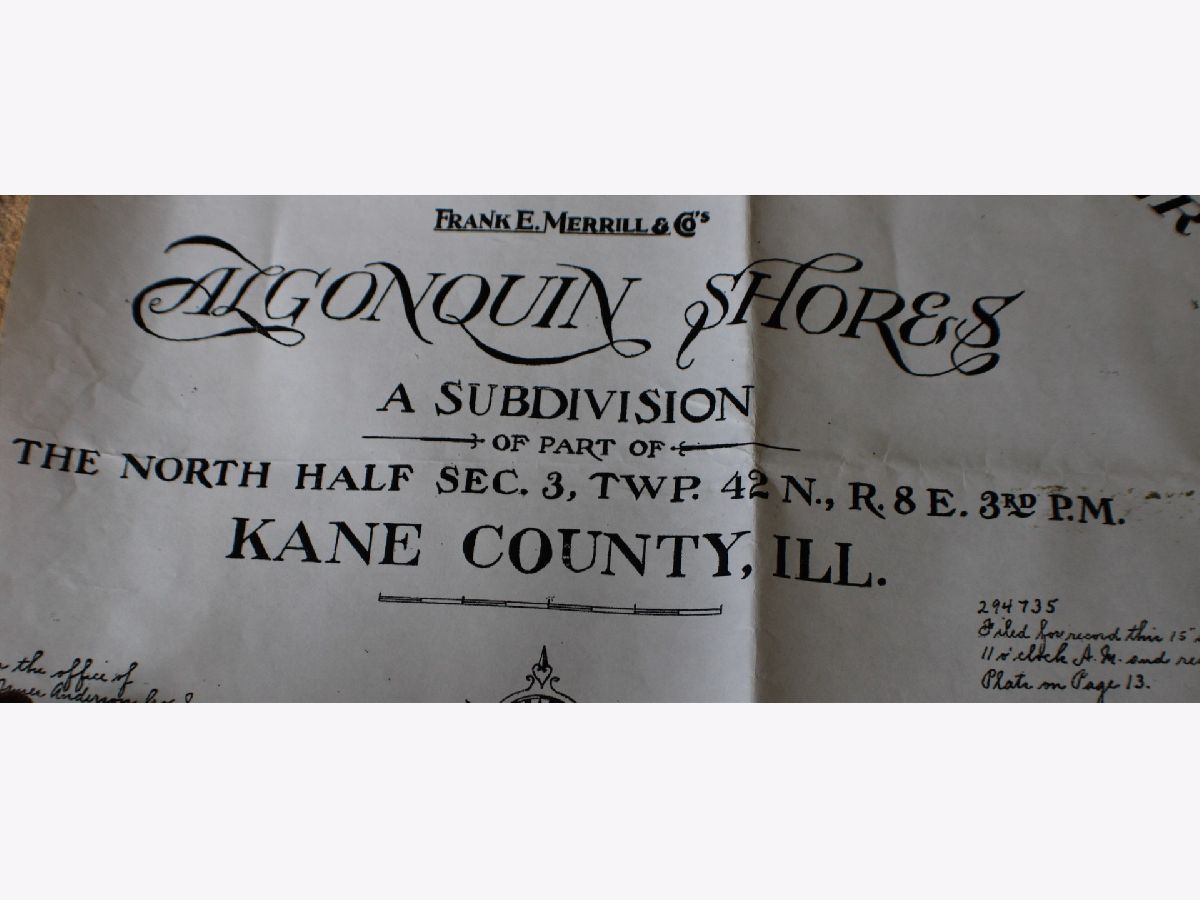 FRANK E. MERRILL & CO'S
ALGONQUIN SHORES
A SUBDIVISION
OF PART OF
THE NORTH HALF SEC. 3, TWP. 42 N., R. 8 E. 3RD P.M.
KANE COUNTY, ILL.
294735
Filed for record this 15
11 o'clock A.M. and
Plats on Page 13.
the office of
Anderson